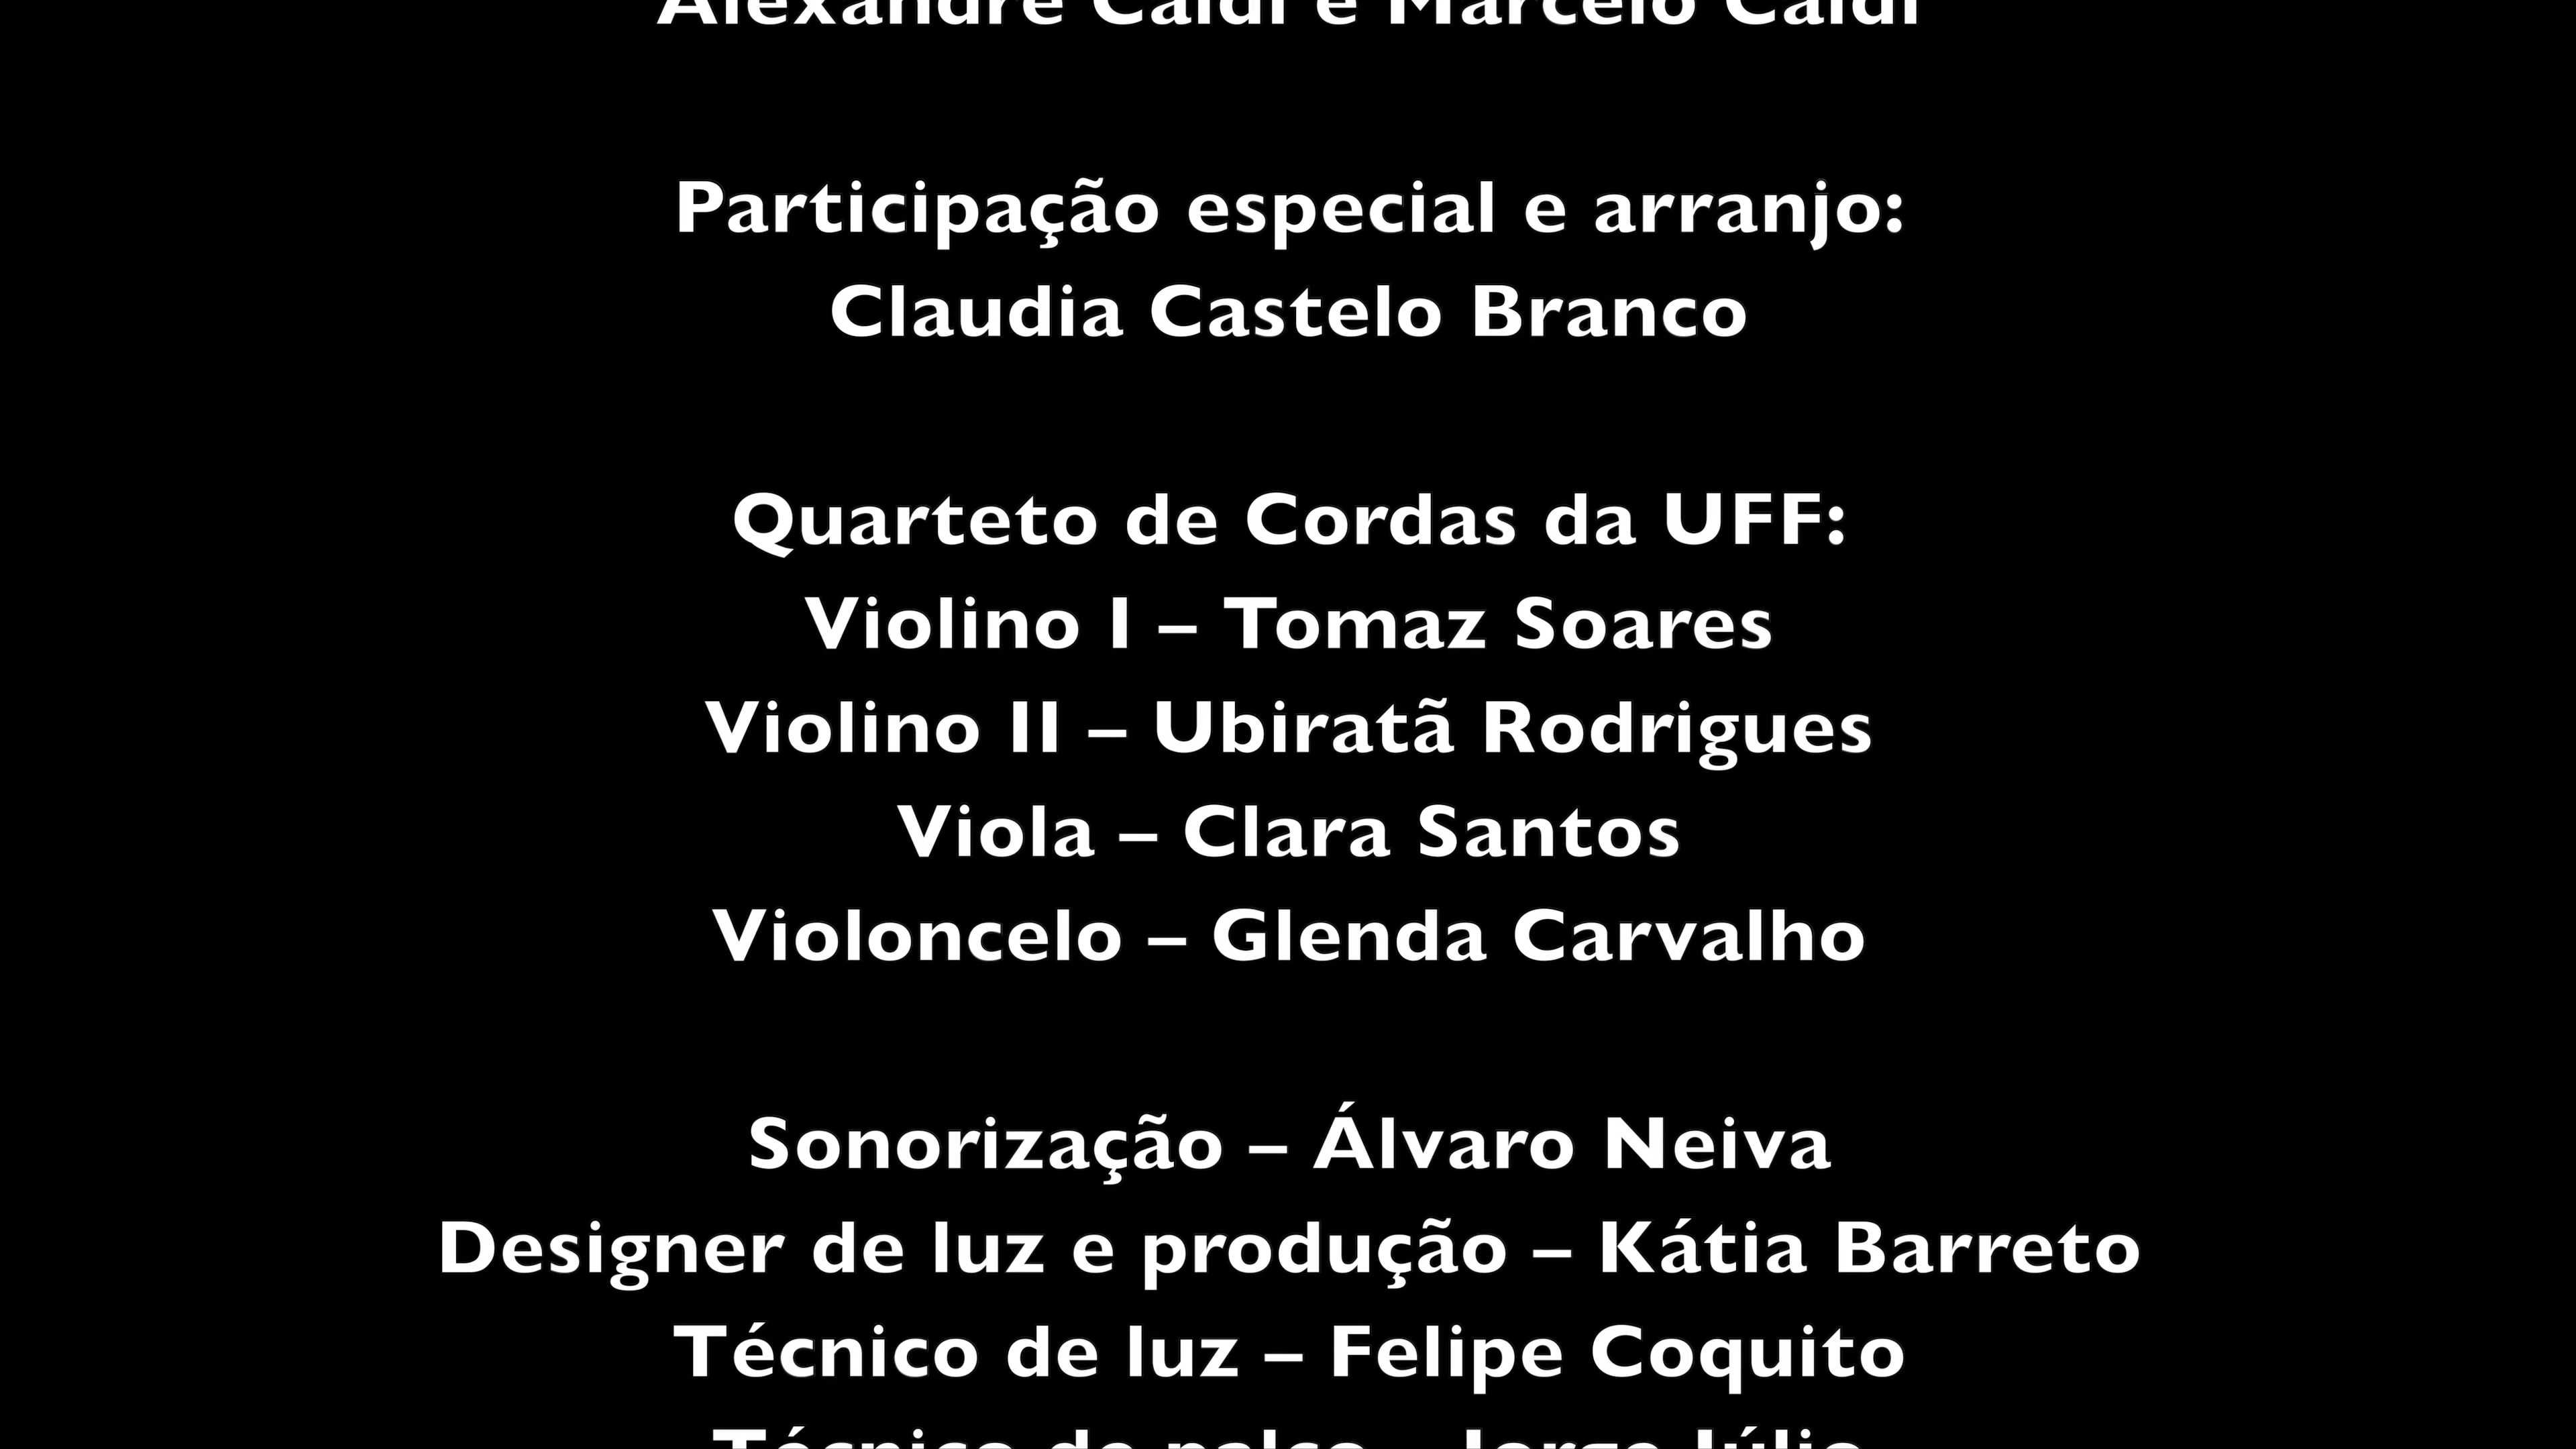 Alexandre Caldi e Marcelo Caldi
Participação especial e arranjo:
Claudia Castelo Branco
Quarteto de Cordas da UFF:
Violino I – Tomaz Soares
Violino II – Ubiratã Rodrigues
Viola – Clara Santos
Violoncelo – Glenda Carvalho
Sonorização – Álvaro Neiva
Designer de luz e produção – Kátia Barreto
Técnico de luz – Felipe Coquito
Técnico de palco – Jorge Júlio